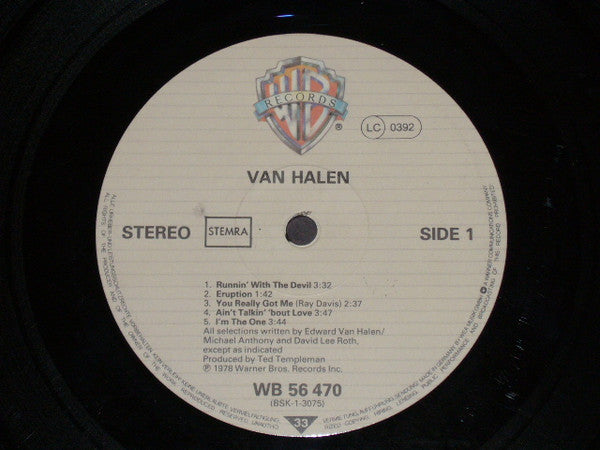 WB
RECORDS
®
LC 0392
VAN HALEN
STEREO
STEMRA
SIDE 1
1. Runnin' With The Devil 3:32
2. Eruption 1:42
3. You Really Got Me (Ray Davis) 2:37
4. Ain't Talkin' 'bout Love 3:47
5. I'm The One 3:44
All selections written by Edward Van Halen/
Michael Anthony and David Lee Roth,
except as indicated
Produced by Ted Templeman
℗ 1978 Warner Bros. Records Inc.
WB 56 470
(BSK-1-3075)
33